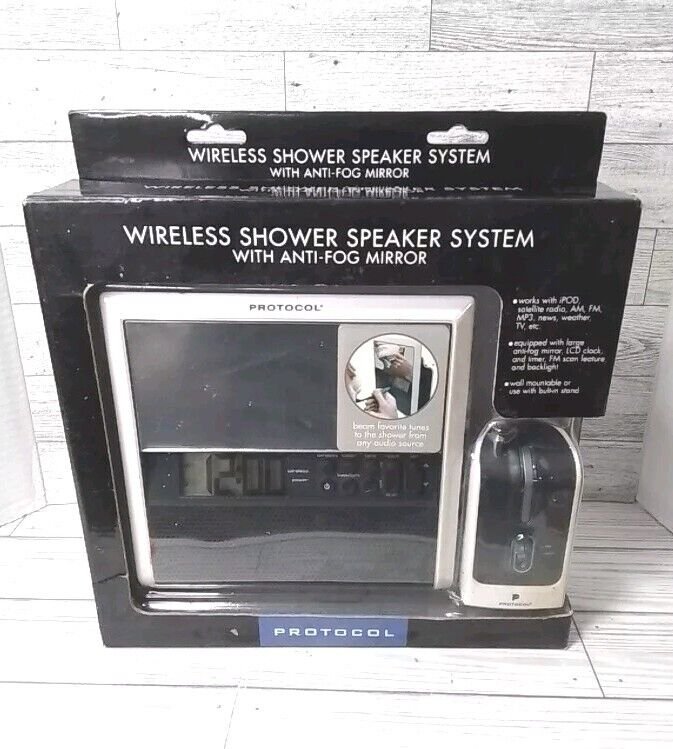 WIRELESS SHOWER SPEAKER SYSTEM
WITH ANTI-FOG MIRROR
WIRELESS SHOWER SPEAKER SYSTEM
WITH ANTI-FOG MIRROR
PROTOCOL®
•works with iPOD,
satellite radio, AM, FM,
MP3, news, weather,
TV, etc.
•equipped with large
anti-fog mirror, LCD clock,
and timer, FM scan feature,
and backlight
•wall mountable or
use with built-in stand
beam favorite tunes
to the shower from
any audio source
12:00
P
PROTOCOL®
PROTOCOL